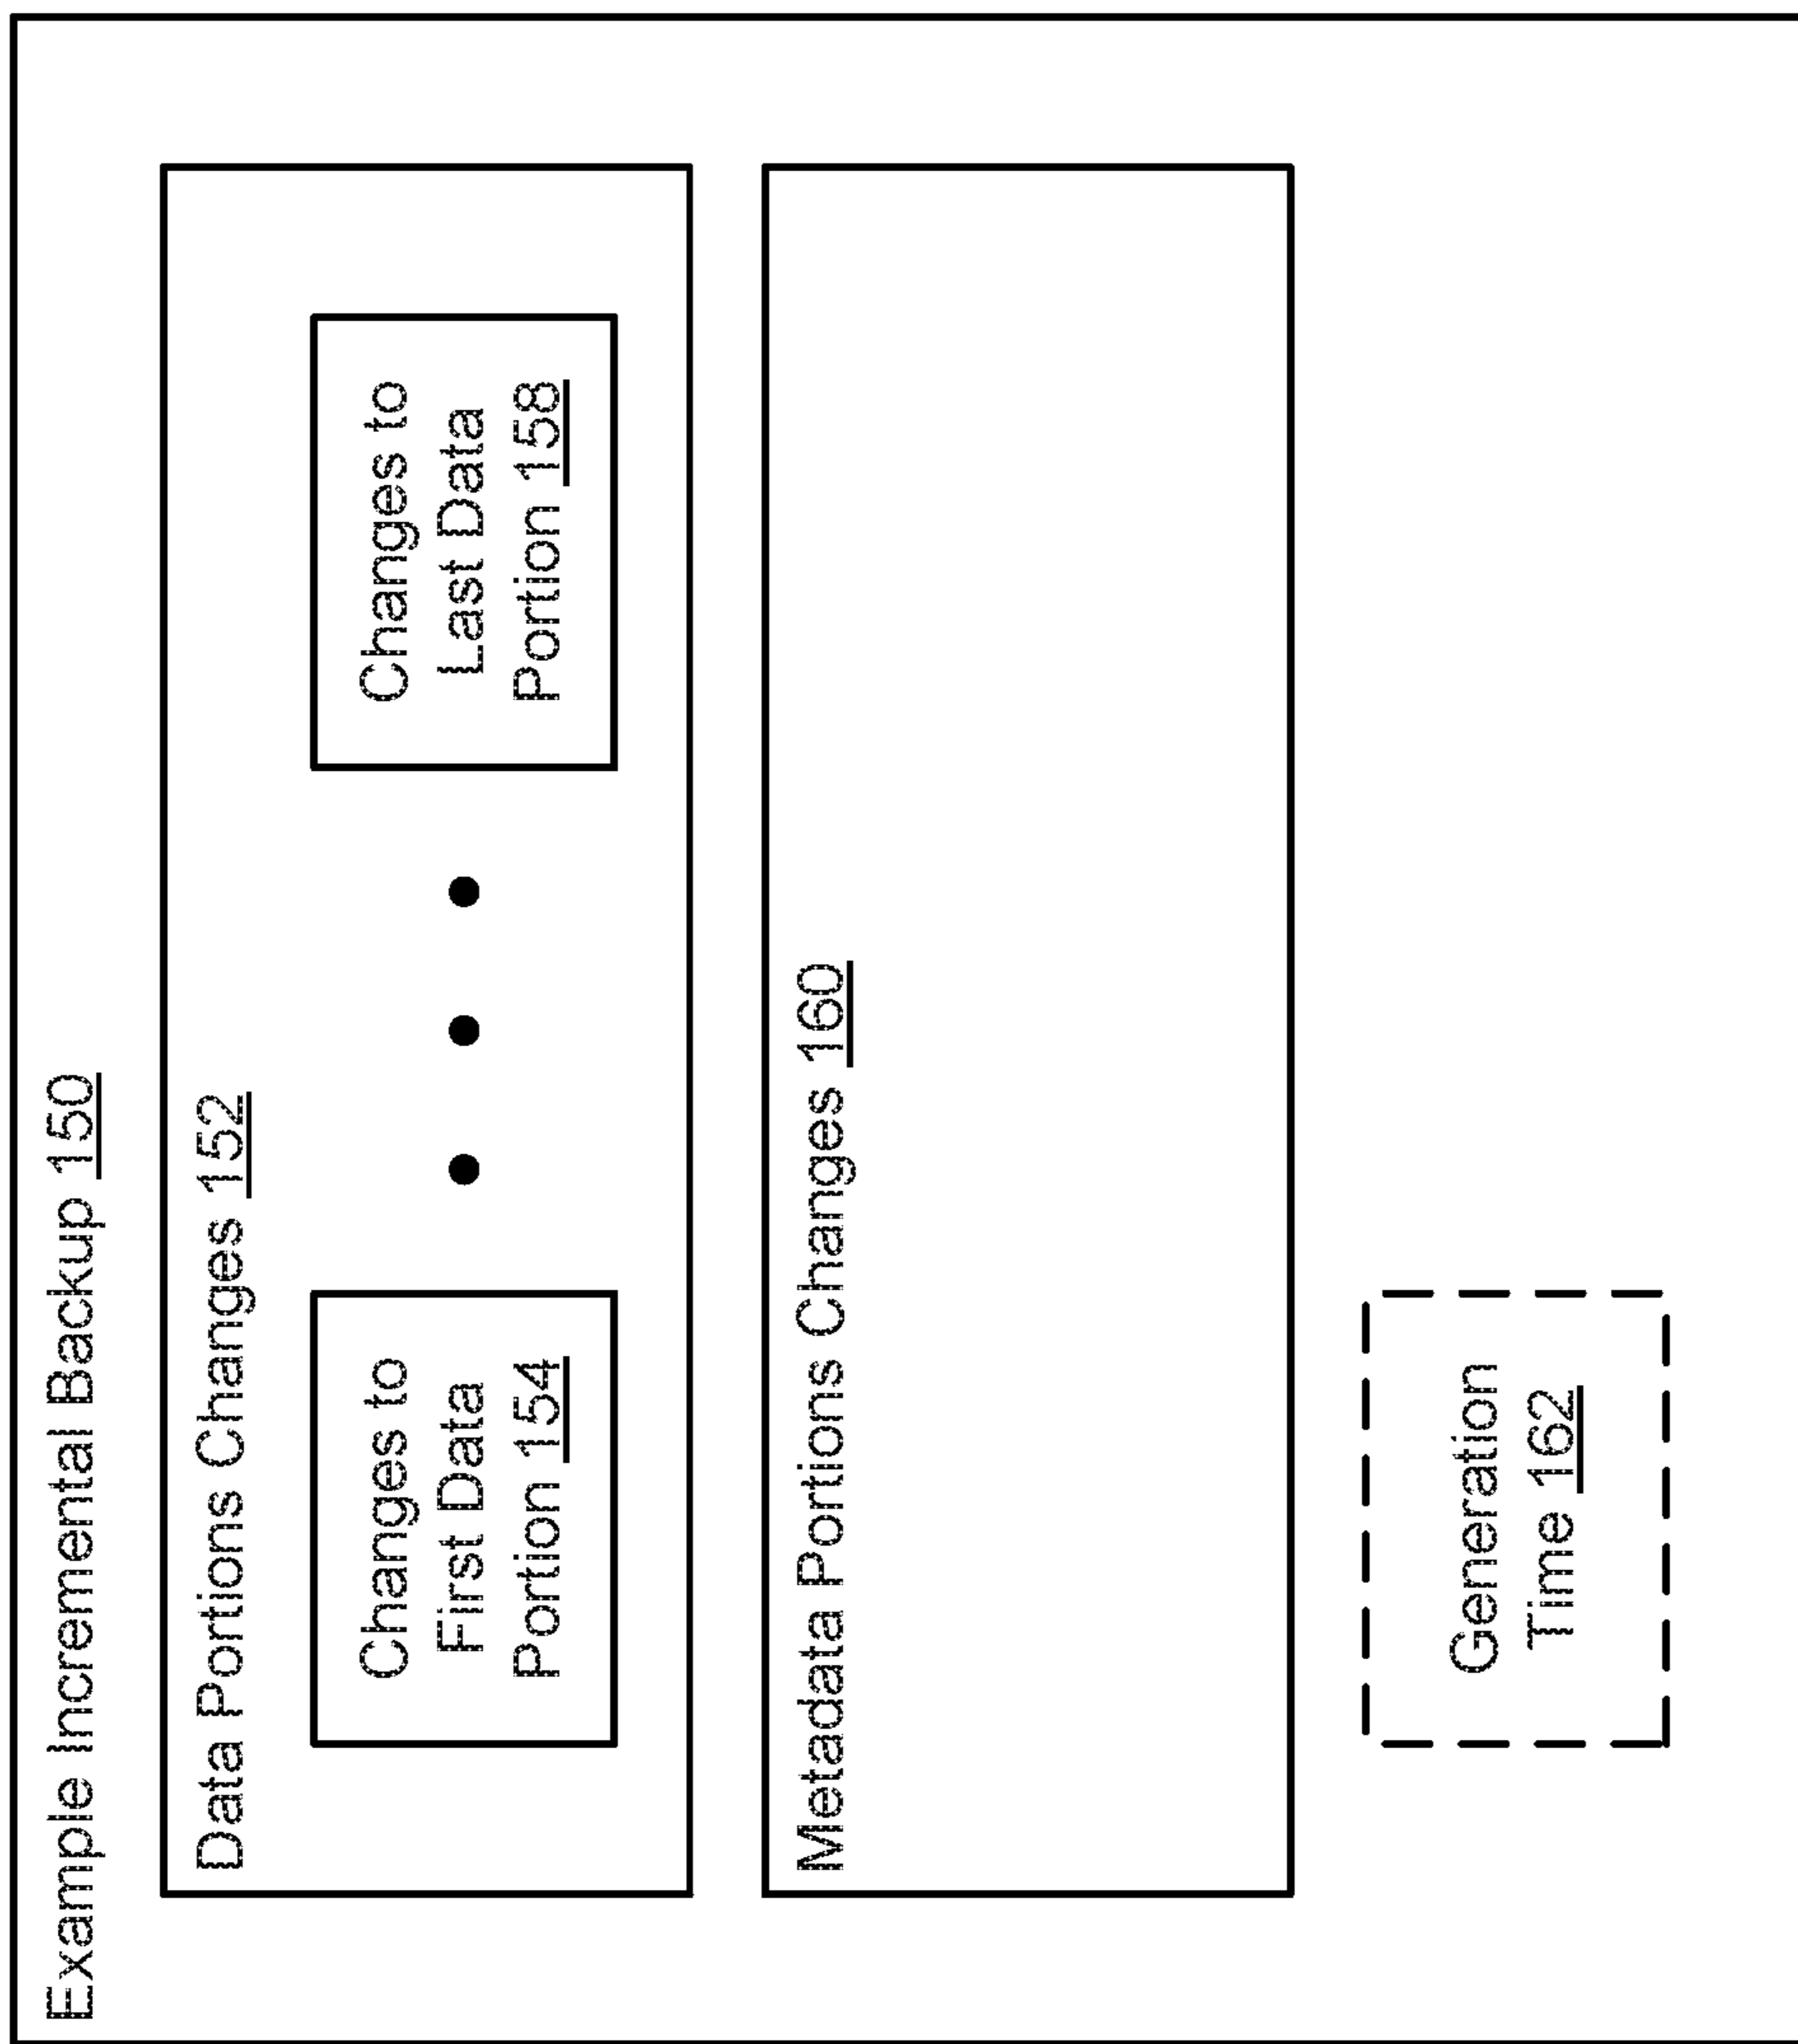 Example Incremental Backup 150
Data Portions Changes 152
Changes to
First Data
Portion 154
Changes to
Last Data
Portion 158
Metadata Portions Changes 160
Generation
Time 162